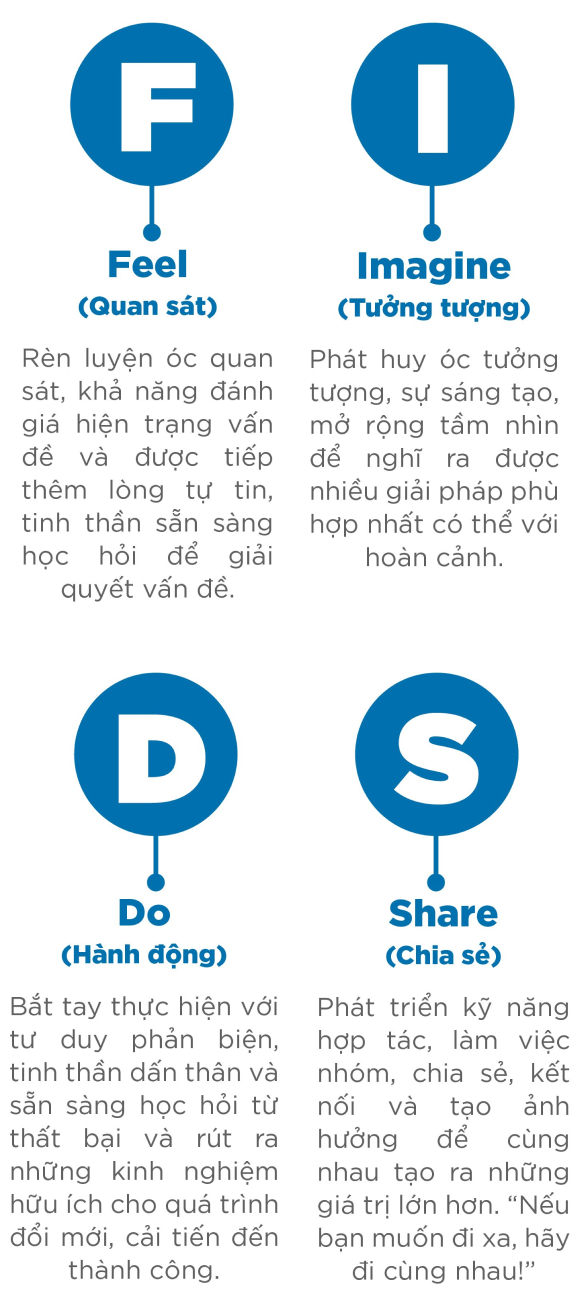 F
Feel
(Quan sát)
Rèn luyện óc quan
sát, khả năng đánh
giá hiện trạng vấn
đề và được tiếp
thêm lòng tự tin,
tinh thần sẵn sàng
học hỏi để giải
quyết vấn đề.
I
Imagine
(Tưởng tượng)
Phát huy óc tưởng
tượng, sự sáng tạo,
mở rộng tầm nhìn
để nghĩ ra được
nhiều giải pháp phù
hợp nhất có thể với
hoàn cảnh.
D
Do
(Hành động)
Bắt tay thực hiện với
tư duy phản biện,
tinh thần dấn thân và
sẵn sàng học hỏi từ
thất bại và rút ra
những kinh nghiệm
hữu ích cho quá trình
đổi mới, cải tiến đến
thành công.
S
Share
(Chia sẻ)
Phát triển kỹ năng
hợp tác, làm việc
nhóm, chia sẻ, kết
nối và tạo ảnh
hưởng để cùng
nhau tạo ra những
giá trị lớn hơn. “Nếu
bạn muốn đi xa, hãy
đi cùng nhau!”